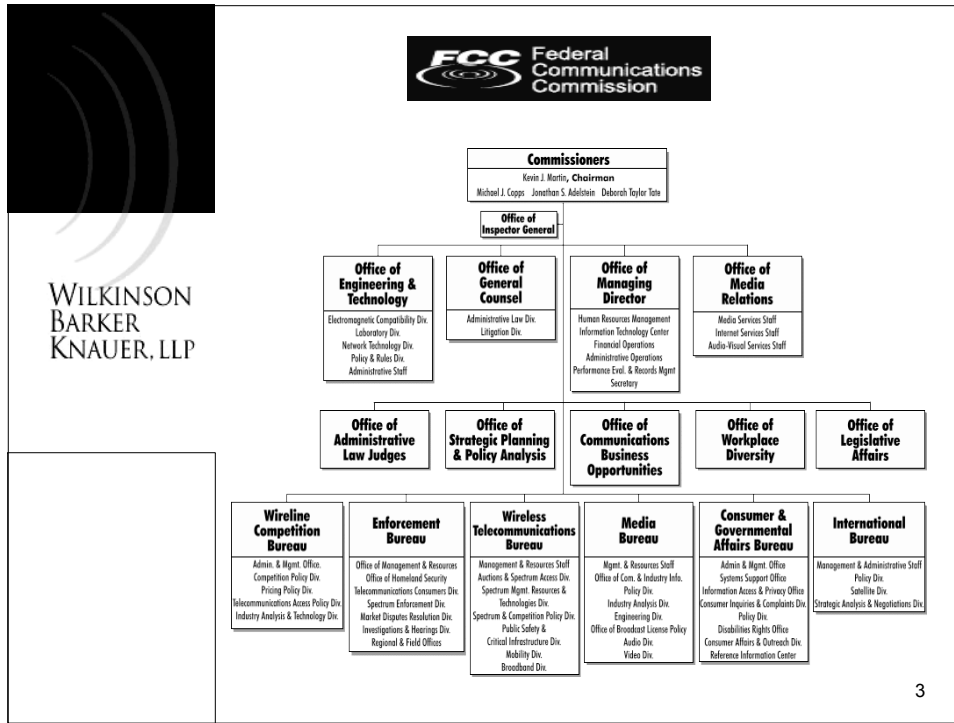 FCC Federal
Communications
Commission
WILKINSON
BARKER
KNAUER, LLP
Commissioners
Kevin J. Martin, Chairman
Michael J. Copps Jonathan S. Adelstein Deborah Taylor Tate
Office of
Inspector General
Office of
Engineering &
Technology
Electromagnetic Compatibility Div.
Laboratory Div.
Network Technology Div.
Policy & Rules Div.
Administrative Staff
Office of
General
Counsel
Administrative Law Div.
Litigation Div.
Office of
Managing
Director
Human Resources Management
Information Technology Center
Financial Operations
Administrative Operations
Performance Eval. & Records Mgmt
Secretary
Office of
Media
Relations
Media Services Staff
Internet Services Staff
Audio-Visual Services Staff
Office of
Administrative
Law Judges
Office of
Strategic Planning
& Policy Analysis
Office of
Communications
Business
Opportunities
Office of
Workplace
Diversity
Office of
Legislative
Affairs
Wireline
Competition
Bureau
Admin. & Mgmt. Office.
Competition Policy Div.
Pricing Policy Div.
Telecommunications Access Policy Div.
Industry Analysis & Technology Div.
Enforcement
Bureau
Office of Management & Resources
Office of Homeland Security
Telecommunications Consumers Div.
Spectrum Enforcement Div.
Market Disputes Resolution Div.
Investigations & Hearings Div.
Regional & Field Offices
Wireless
Telecommunications
Bureau
Management & Resources Staff
Auctions & Spectrum Access Div.
Spectrum Mgmt. Resources &
Technologies Div.
Spectrum & Competition Policy Div.
Public Safety &
Critical Infrastructure Div.
Mobility Div.
Broadband Div.
Media
Bureau
Mgmt. & Resources Staff
Office of Com. & Industry Info.
Policy Div.
Industry Analysis Div.
Engineering Div.
Office of Broadcast License Policy
Audio Div.
Video Div.
Consumer &
Governmental
Affairs Bureau
Admin & Mgmt. Office
Systems Support Office
Information Access & Privacy Office
Consumer Inquiries & Complaints Div.
Policy Div.
Disabilities Rights Office
Consumer Affairs & Outreach Div.
Reference Information Center
International
Bureau
Management & Administrative Staff
Policy Div.
Satellite Div.
Strategic Analysis & Negotiations Div.
3